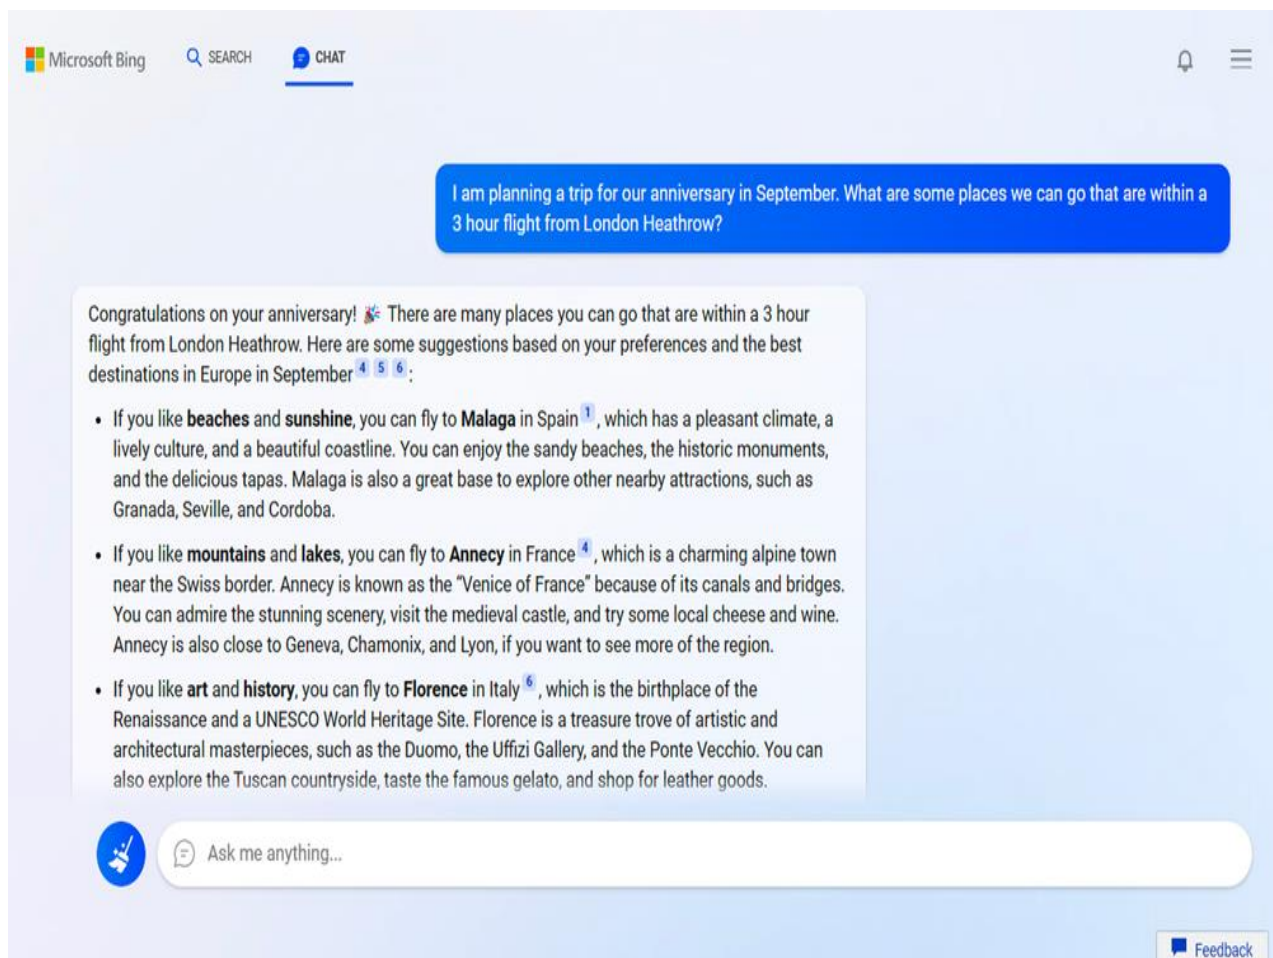 Microsoft Bing
SEARCH
CHAT
I am planning a trip for our anniversary in September. What are some places we can go that are within a
3 hour flight from London Heathrow?
Congratulations on your anniversary! 🎉 There are many places you can go that are within a 3 hour
flight from London Heathrow. Here are some suggestions based on your preferences and the best
destinations in Europe in September 4 5 6 :
• If you like beaches and sunshine, you can fly to Malaga in Spain 1 , which has a pleasant climate, a
lively culture, and a beautiful coastline. You can enjoy the sandy beaches, the historic monuments,
and the delicious tapas. Malaga is also a great base to explore other nearby attractions, such as
Granada, Seville, and Cordoba.
• If you like mountains and lakes, you can fly to Annecy in France 4 , which is a charming alpine town
near the Swiss border. Annecy is known as the “Venice of France” because of its canals and bridges.
You can admire the stunning scenery, visit the medieval castle, and try some local cheese and wine.
Annecy is also close to Geneva, Chamonix, and Lyon, if you want to see more of the region.
• If you like art and history, you can fly to Florence in Italy 6 , which is the birthplace of the
Renaissance and a UNESCO World Heritage Site. Florence is a treasure trove of artistic and
architectural masterpieces, such as the Duomo, the Uffizi Gallery, and the Ponte Vecchio. You can
also explore the Tuscan countryside, taste the famous gelato, and shop for leather goods.
Ask me anything...
Feedback